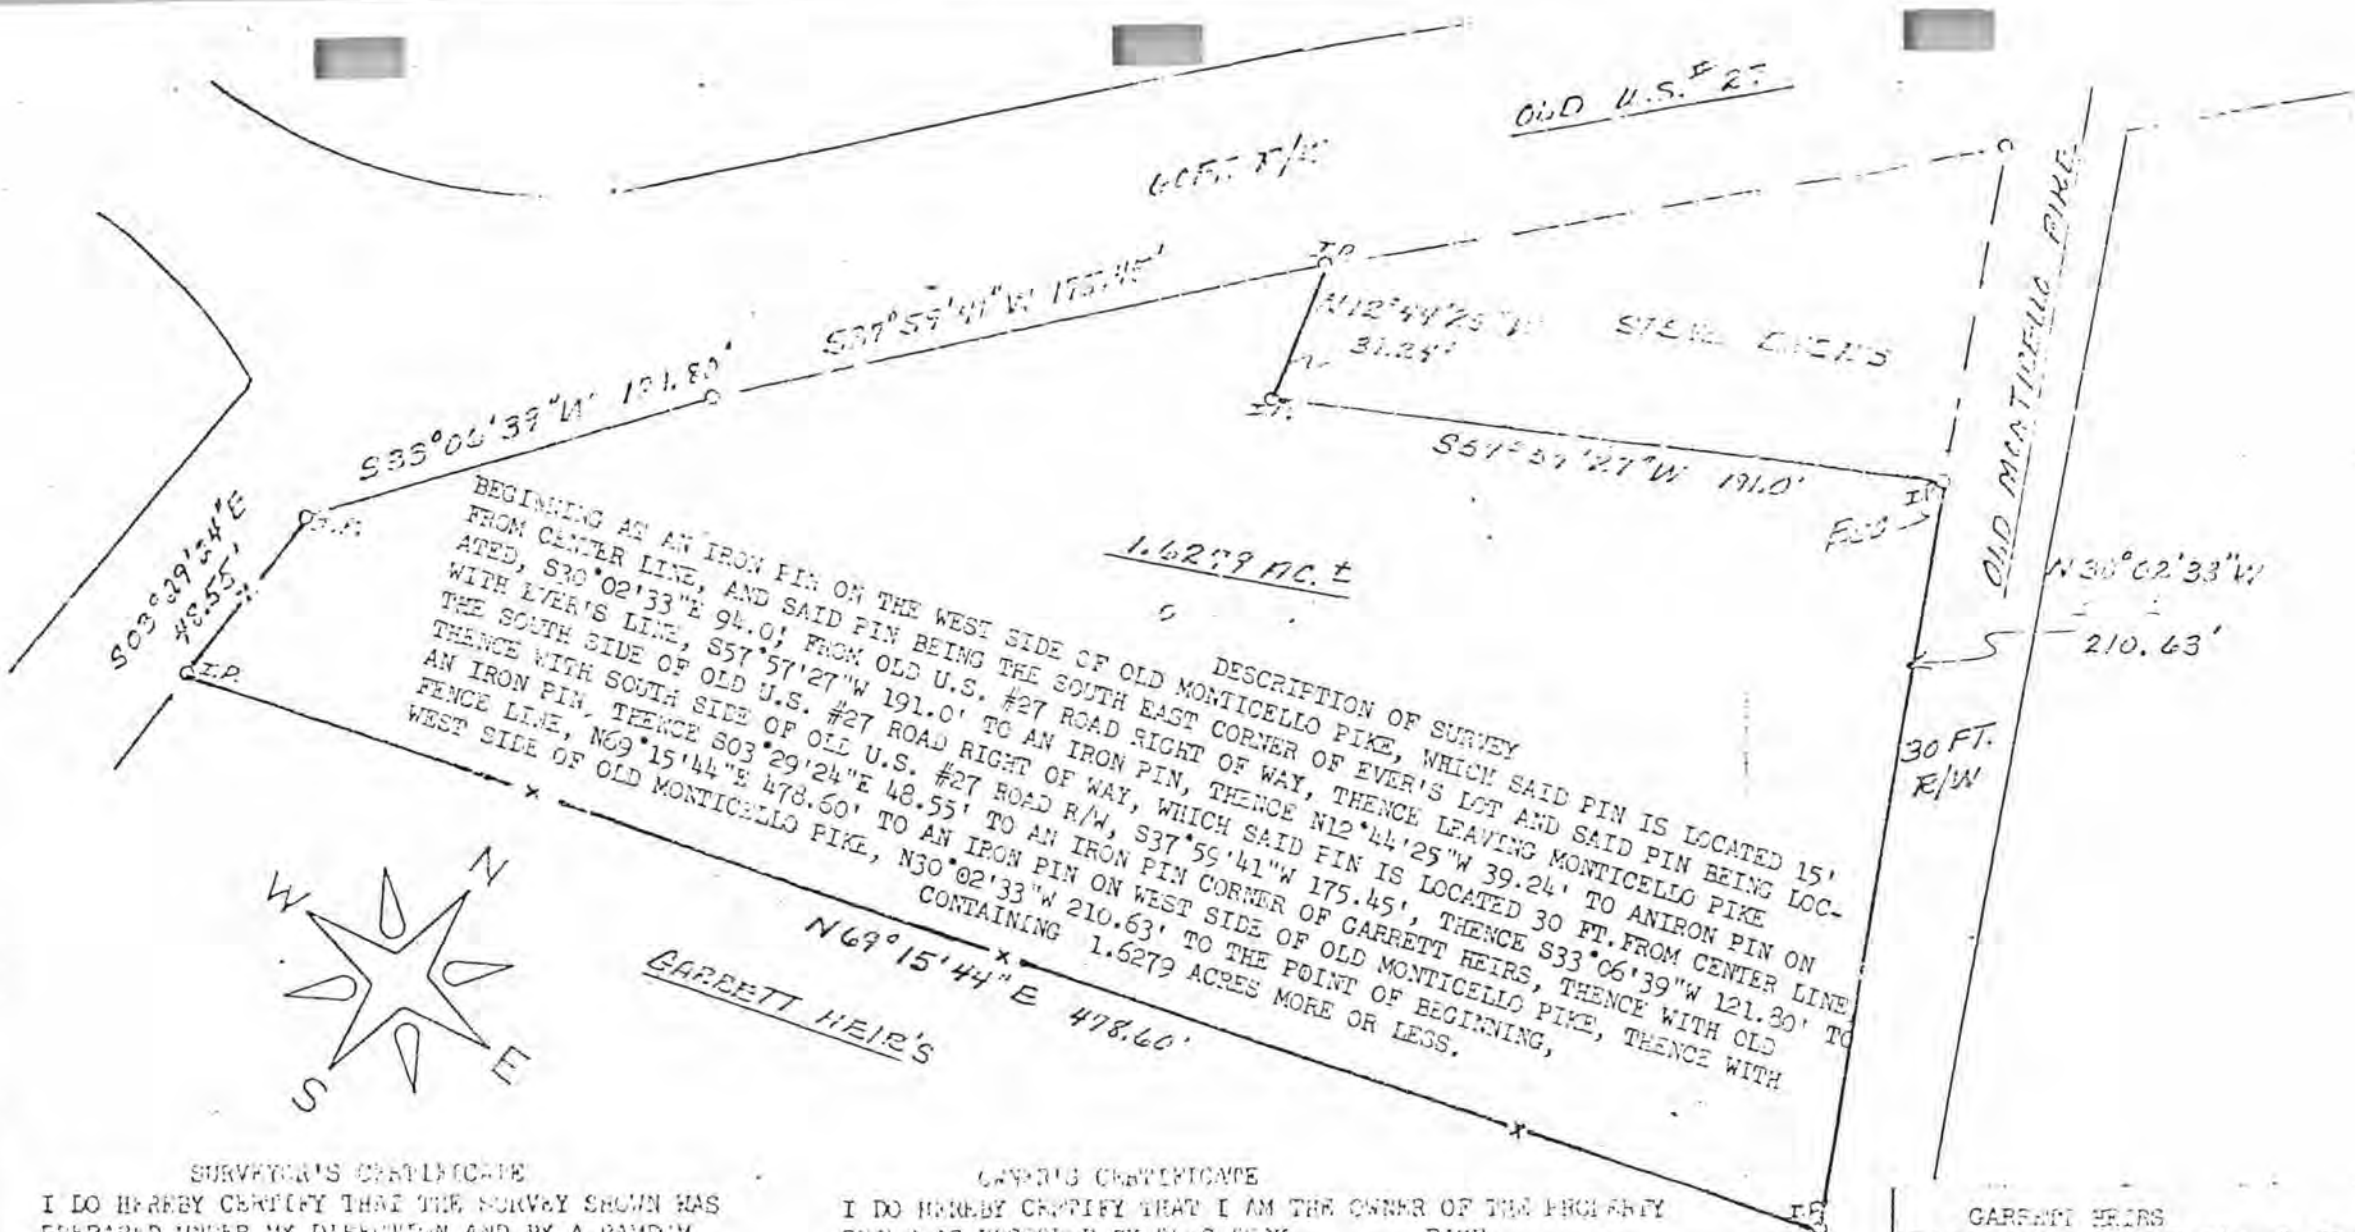 OLD U.S. # 27
R/W
OLD MONTICELLO PIKE
I.P.
S37°59'41"W 175.45'
N12°44'25"W
S33°06'39"W 121.80'
I.P.
S57°57'27"W 191.0'
I.P.
I.P.
S03°29'24"E
48.55'
I.P.
1.6279 AC. ±
N30°02'33"W
210.63'
30 FT.
R/W
DESCRIPTION OF SURVEY
BEGINNING AT AN IRON PIN ON THE WEST SIDE OF OLD MONTICELLO PIKE, WHICH SAID PIN IS LOCATED 15'
FROM CENTER LINE, AND SAID PIN BEING THE SOUTH EAST CORNER OF EVER'S LOT AND SAID PIN BEING LOC-
ATED, S30°02'33"E 94.0; FROM OLD U.S. #27 ROAD RIGHT OF WAY, THENCE LEAVING MONTICELLO PIKE
WITH EVER'S LINE, S57°57'27"W 191.0' TO AN IRON PIN, THENCE N12°44'25"W 39.24' TO ANIRON PIN ON
THE SOUTH SIDE OF OLD U.S. #27 ROAD RIGHT OF WAY, WHICH SAID PIN IS LOCATED 30 FT. FROM CENTER LINE,
THENCE WITH SOUTH SIDE OF OLD U.S. #27 ROAD R/W, S37°59'41"W 175.45', THENCE S33°06'39"W 121.80' TO
AN IRON PIN, THENCE S03°29'24"E 48.55' TO AN IRON PIN CORNER OF GARRETT HEIRS, THENCE WITH OLD
FENCE LINE, N69°15'44"E 478.60' TO AN IRON PIN ON WEST SIDE OF OLD MONTICELLO PIKE, THENCE WITH
WEST SIDE OF OLD MONTICELLO PIKE, N30°02'33"W 210.63' TO THE POINT OF BEGINNING,
CONTAINING 1.6279 ACRES MORE OR LESS.
N
W
E
S
GARRETT HEIR'S
N69°15'44"E 478.60'
I.P.
SURVEYOR'S CERTIFICATE
I DO HEREBY CERTIFY THAT THE SURVEY SHOWN WAS
PREPARED UNDER MY DIRECTION AND BY A RANDOM
OWNER'S CERTIFICATE
I DO HEREBY CERTIFY THAT I AM THE OWNER OF THE PROPERTY
GARRETT HEIRS